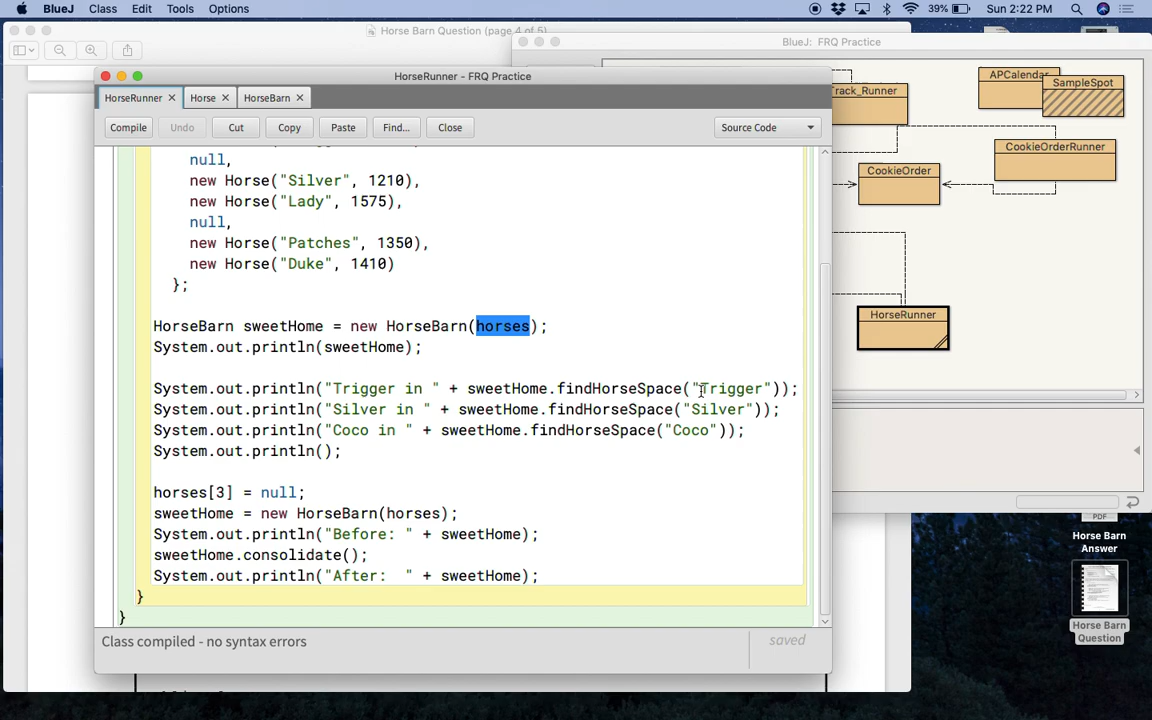 BlueJ Class Edit Tools Options 39% Sun 2:22 PM
Horse Barn Question (page 4 of 5)
BlueJ: FRQ Practice
HorseRunner - FRQ Practice
HorseRunner × Horse × HorseBarn ×
Compile Undo Cut Copy Paste Find... Close Source Code
null,
new Horse("Silver", 1210),
new Horse("Lady", 1575),
null,
new Horse("Patches", 1350),
new Horse("Duke", 1410)
};
HorseBarn sweetHome = new HorseBarn(horses);
System.out.println(sweetHome);
System.out.println("Trigger in " + sweetHome.findHorseSpace("Trigger"));
System.out.println("Silver in " + sweetHome.findHorseSpace("Silver"));
System.out.println("Coco in " + sweetHome.findHorseSpace("Coco"));
System.out.println();
horses[3] = null;
sweetHome = new HorseBarn(horses);
System.out.println("Before: " + sweetHome);
sweetHome.consolidate();
System.out.println("After:  " + sweetHome);
}
}
Class compiled - no syntax errors
saved
Track_Runner
APCalendar
SampleSpot
CookieOrderRunner
CookieOrder
HorseRunner
PDF
Horse Barn
Answer
Horse Barn
Question